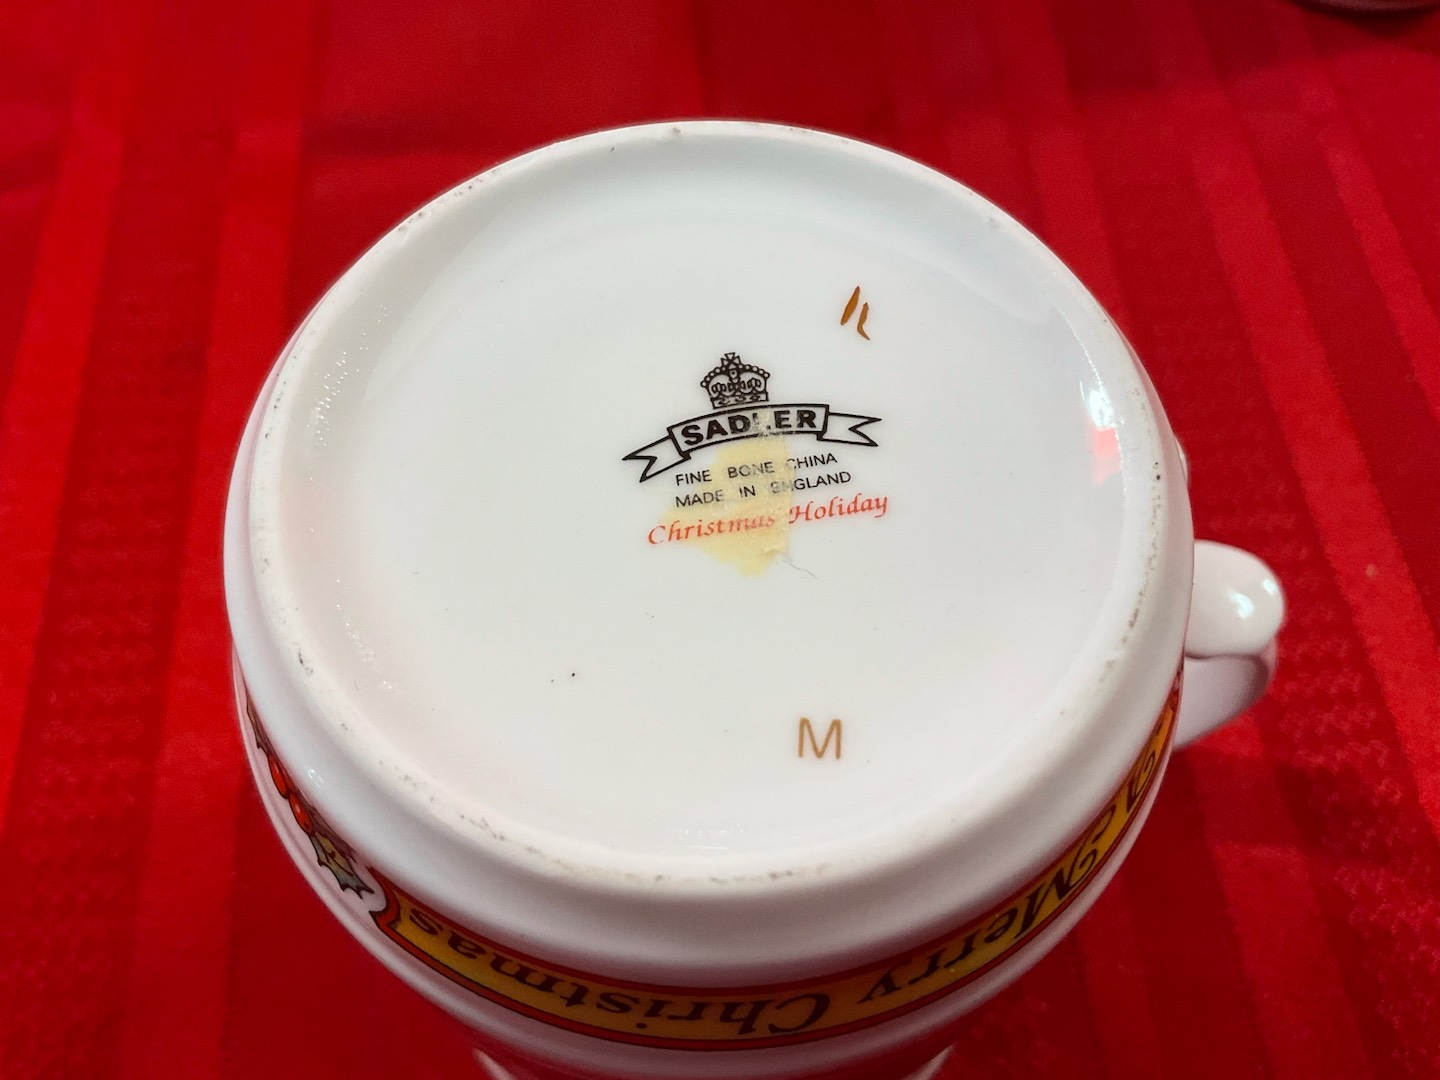 SADLER
FINE BONE CHINA
MADE IN ENGLAND
Christmas Holiday
M
Merry Christmas